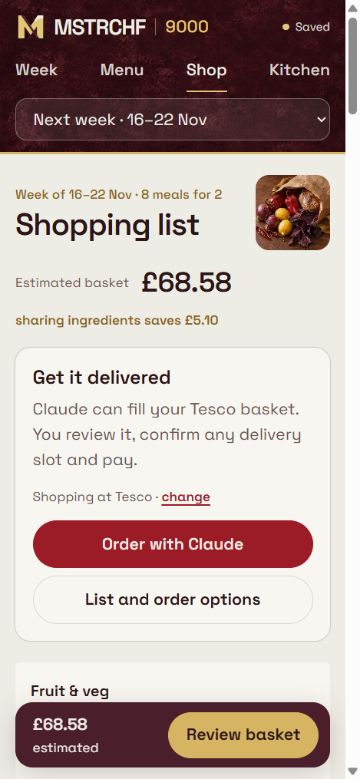 MSTRCHF | 9000
Saved
Week Menu Shop Kitchen
Next week · 16–22 Nov
Week of 16–22 Nov · 8 meals for 2
Shopping list
Estimated basket £68.58
sharing ingredients saves £5.10
Get it delivered
Claude can fill your Tesco basket.
You review it, confirm any delivery
slot and pay.
Shopping at Tesco · change
Order with Claude
List and order options
Fruit & veg
£68.58
estimated
Review basket